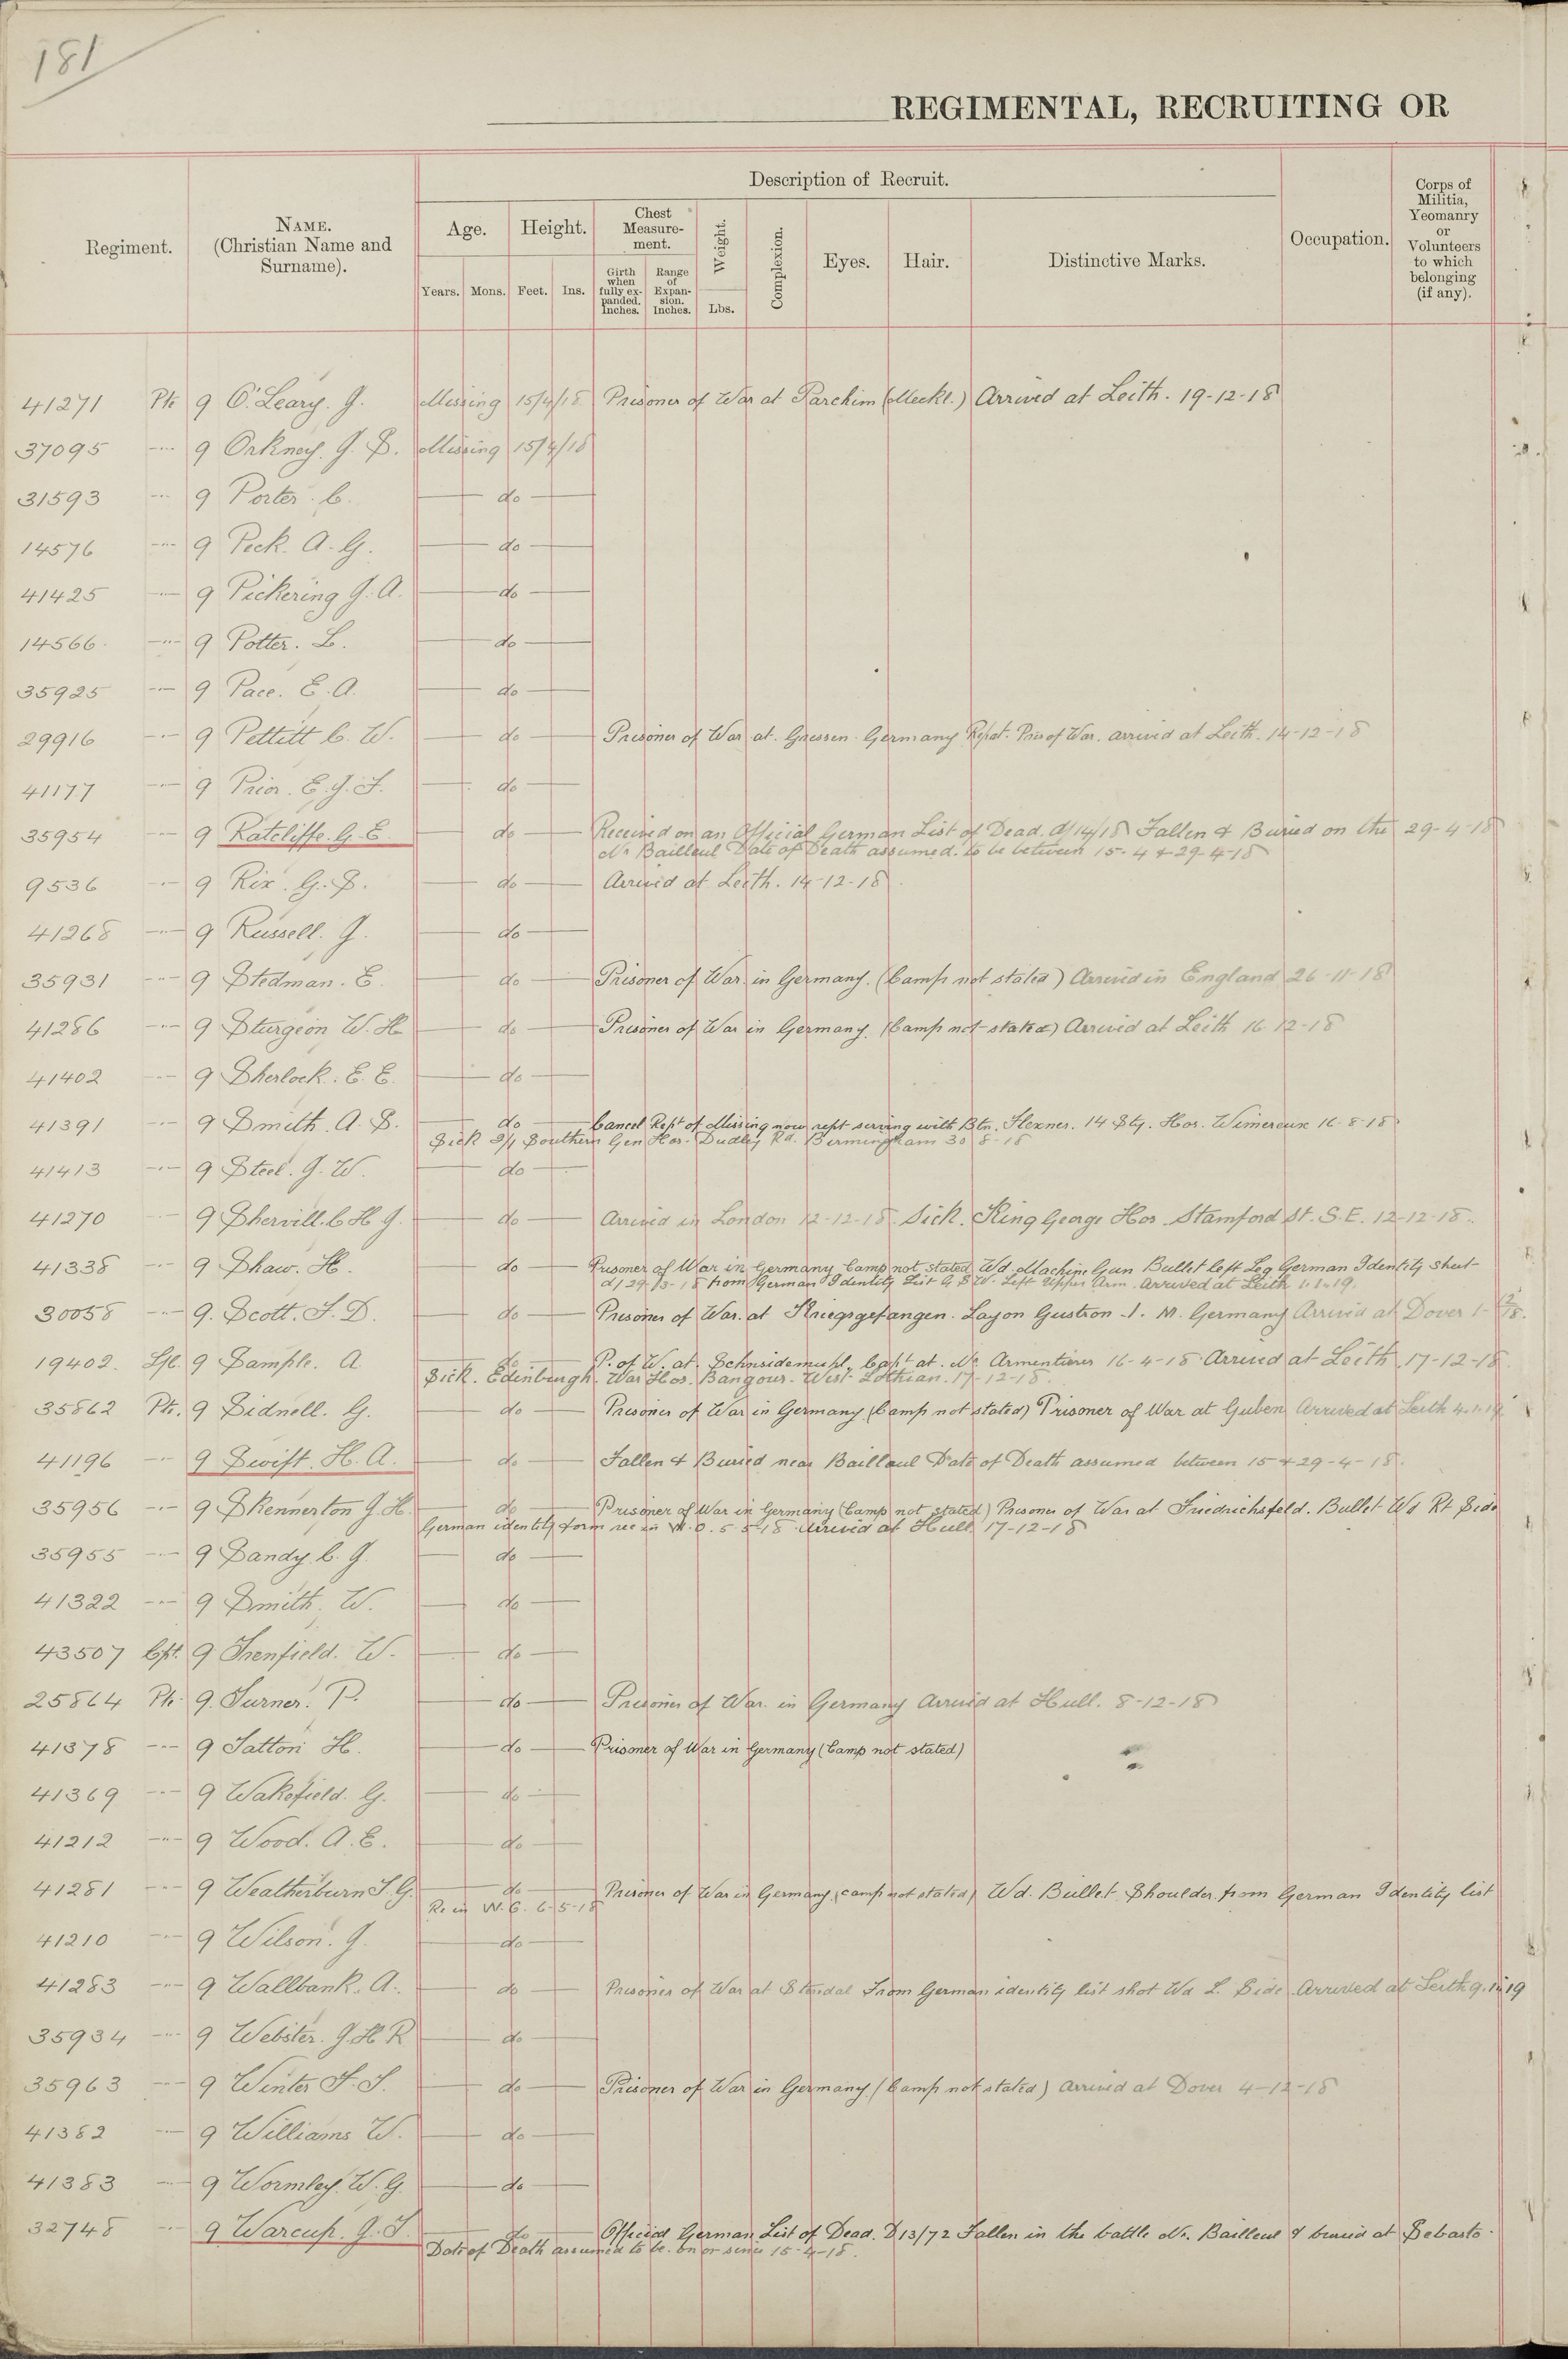 181
REGIMENTAL, RECRUITING OR
Description of Recruit.
Regiment.
NAME.
(Christian Name and
Surname).
Age.
Height.
Chest
Measure-
ment.
Weight.
Complexion.
Eyes.
Hair.
Distinctive Marks.
Occupation.
Corps of
Militia,
Yeomanry
or
Volunteers
to which
belonging
(if any).
Years.
Mons.
Feet.
Ins.
Girth
when
fully ex-
panded.
Inches.
Range
of
Expan-
sion.
Inches.
Lbs.
41271 Pte 9 O'Leary. J. Missing 15/4/18 Prisoner of War at Parchim (Meckl.) Arrived at Leith. 19-12-18
37095 -"- 9 Orkney. J. S. Missing 15/4/18
31593 -"- 9 Porter. C. do
14576 -"- 9 Peck. A. G. do
41425 -"- 9 Pickering J. A. do
14566 -"- 9 Potter. L. do
35925 -"- 9 Pace. E. A. do
29916 -"- 9 Pettitt C. W. do Prisoner of War at. Giessen Germany Repat. Pris of War. arrived at Leith. 14-12-18
41177 -"- 9 Prior. E. J. F. do
35954 -"- 9 Ratcliffe. G. E. do Received on an Official German List of Dead. d/14/18 Fallen & Buried on the 29-4-18
Nr Bailleul Date of Death assumed. to be between 15-4 & 29-4-18
9536 -"- 9 Rix. G. S. do Arrived at Leith. 14-12-18
41268 -"- 9 Russell. J. do
35931 -"- 9 Stedman. E. do Prisoner of War in Germany. (Camp not stated) Arrived in England 26-11-18
41286 -"- 9 Sturgeon W. H. do Prisoner of War in Germany. (Camp not stated) Arrived at Leith 16-12-18
41402 -"- 9 Sherlock. E. E. do
41391 -"- 9 Smith. A. S. do Cancel Rept of Missing now rept serving with Btn. 14 Sty. Hos. Wimereux 16-8-18
Sick 2/1 Southern Gen Hos. Dudley Rd. Birmingham 30-8-18
41413 -"- 9 Steel. J. W. do
41270 -"- 9 Shervill. C. H. J. do Arrived in London 12-12-18. Sick. King George Hos. Stamford St. S.E. 12-12-18.
41338 -"- 9 Shaw. H. do Prisoner of War in Germany Camp not stated Wd. Machine Gun Bullet left Leg German Identity sheet
d/29-3-18 from German Identity List G.S.W. Left Upper Arm. Arrived at Leith 1.1.19.
30058 -"- 9. Scott. F. D. do Prisoner of War. at Kriegsgefangen. Layon Gustron. I. M. Germany Arrived at Dover 1-12/18.
19402. L/c. 9 Sample. A do P. of W. at. Schneidemuhl, Capt at. Nr. Armentieres 16-4-18 Arrived at Leith. 17-12-18
Sick. Edinburgh. War Hos. Bangour. West Lothian. 17-12-18.
35862 Pte. 9 Sidnell. G. do Prisoner of War in Germany (Camp not stated) Prisoner of War at Guben Arrived at Leith 4.1.19
41196 -"- 9 Swift. H. A. do Fallen & Buried near Baillaul Date of Death assumed between 15 & 29-4-18.
35956 -"- 9 Skennerton J. H. do Prisoner of War in Germany (Camp not stated) Prisoner of War at Friedrichsfeld. Bullet Wd Rt Side
German identity form rec in W.O. 5-5-18 Arrived at Hull 17-12-18
35955 -"- 9 Sandy. C. J. do
41322 -"- 9 Smith. W. do
43507 Cpl. 9 Trenfield. W. do
25864 Pte. 9. Turner. P. do Prisoner of War. in Germany Arrived at Hull. 8-12-18
41378 -"- 9 Tatton H. do Prisoner of War in Germany (Camp not stated)
41369 -"- 9 Wakefield. G. do
41212 -"- 9 Wood. A. E. do
41281 -"- 9 Weatherburn T. G. do Prisoner of War in Germany, camp not stated) Wd. Bullet. Shoulder from German Identity list
Re in W.O. 6-5-18
41210 -"- 9 Wilson. J. do
41283 -"- 9 Wallbank. A. do Prisoner of War at Stendal From German identity list shot Wd L. Side Arrived at Leith 9.1.19
35934 -"- 9 Webster. J. H. R do
35963 -"- 9 Winter F. S. do Prisoner of War in Germany. (Camp not stated) arrived at Dover 4-12-18
41382 -"- 9 Williams W. do
41383 -"- 9 Wormley. W. G. do
32748 -"- 9 Warcup. J. T. do Official German List of Dead. D13/72 Fallen in the battle Nr. Bailleul & buried at Sebasto.
Date of Death assumed to be. on or since 15-4-18.